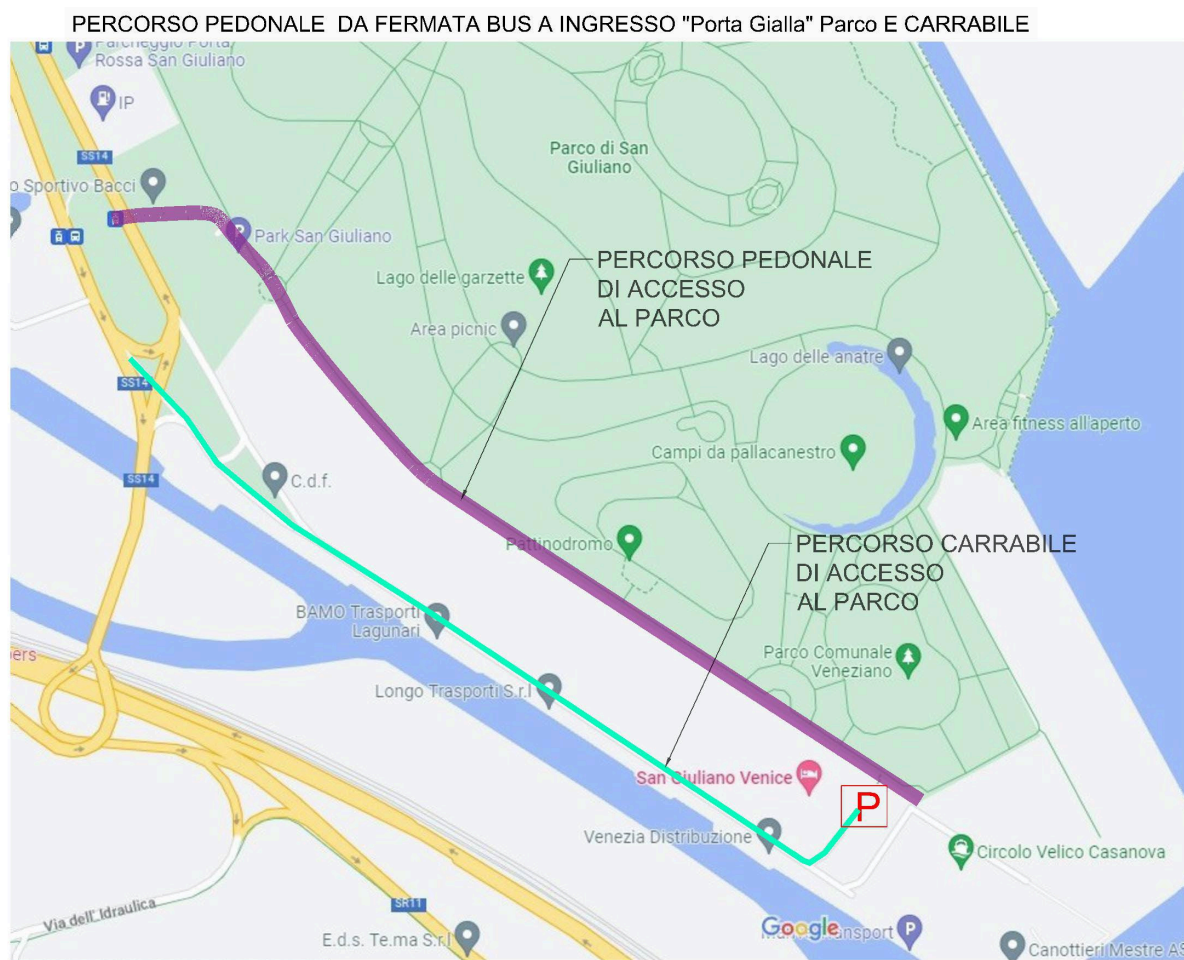 PERCORSO PEDONALE DA FERMATA BUS A INGRESSO "Porta Gialla" Parco E CARRABILE
P
Parcheggio Porta
Rossa San Giuliano
IP
SS14
o Sportivo Bacci
Parco di San
Giuliano
P
Park San Giuliano
Lago delle garzette
PERCORSO PEDONALE
DI ACCESSO
AL PARCO
Area picnic
Lago delle anatre
SS14
Area fitness all'aperto
Campi da pallacanestro
SS14
C.d.f.
Pattinodromo
PERCORSO CARRABILE
DI ACCESSO
AL PARCO
BAMO Trasporti
Lagunari
pers
Parco Comunale
Veneziano
Longo Trasporti S.r.l
San Giuliano Venice
P
Venezia Distribuzione
Circolo Velico Casanova
SR11
Via dell'Idraulica
Google
P
E.d.s. Te.ma S.r.l
Canottieri Mestre AS